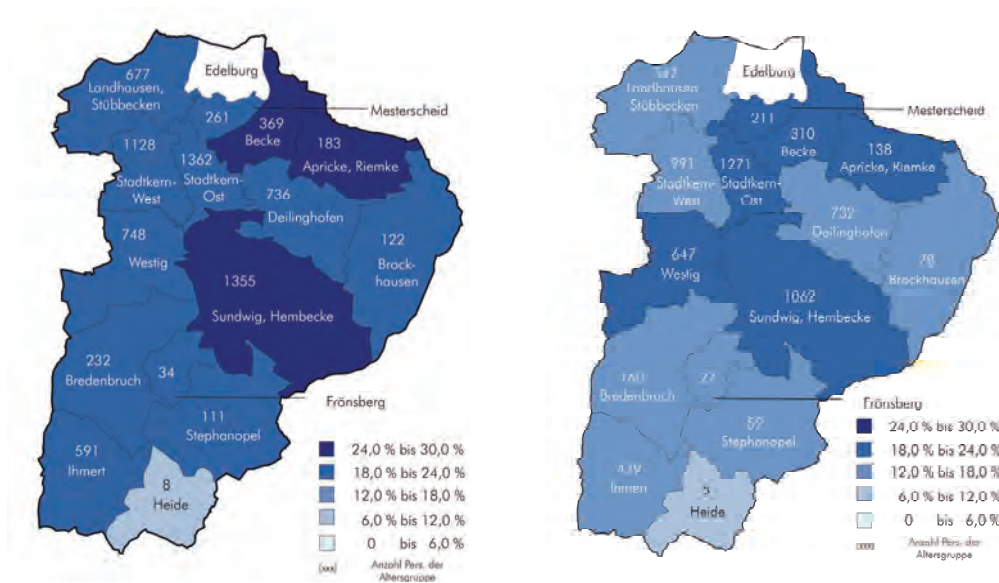 Edelburg
677
Landhausen,
Stübbecken
Mesterscheid
261
369
Becke
183
Apricke, Riemke
1128
Stadtkern-
West
1362
Stadtkern-
Ost
736
Deilinghofen
122
Brock-
hausen
748
Westig
1355
Sundwig, Hembecke
232
Bredenbruch
34
Frönsberg
111
Stephanopel
591
Ihmert
8
Heide
24,0 % bis 30,0 %
18,0 % bis 24,0 %
12,0 % bis 18,0 %
6,0 % bis 12,0 %
0 bis 6,0 %
(xxx) Anzahl Pers. der
Altersgruppe
Edelburg
Landhausen
Stübbecken
Mesterscheid
211
310
Becke
138
Apricke, Riemke
991
Stadtkern-
West
1271
Stadtkern-
Ost
732
Deilinghofen
Brockhausen
647
Westig
1062
Sundwig, Hembecke
Bredenbruch
27
Frönsberg
Stephanopel
Ihmert
5
Heide
24,0 % bis 30,0 %
18,0 % bis 24,0 %
12,0 % bis 18,0 %
6,0 % bis 12,0 %
0 bis 6,0 %
Anzahl Pers. der
Altersgruppe